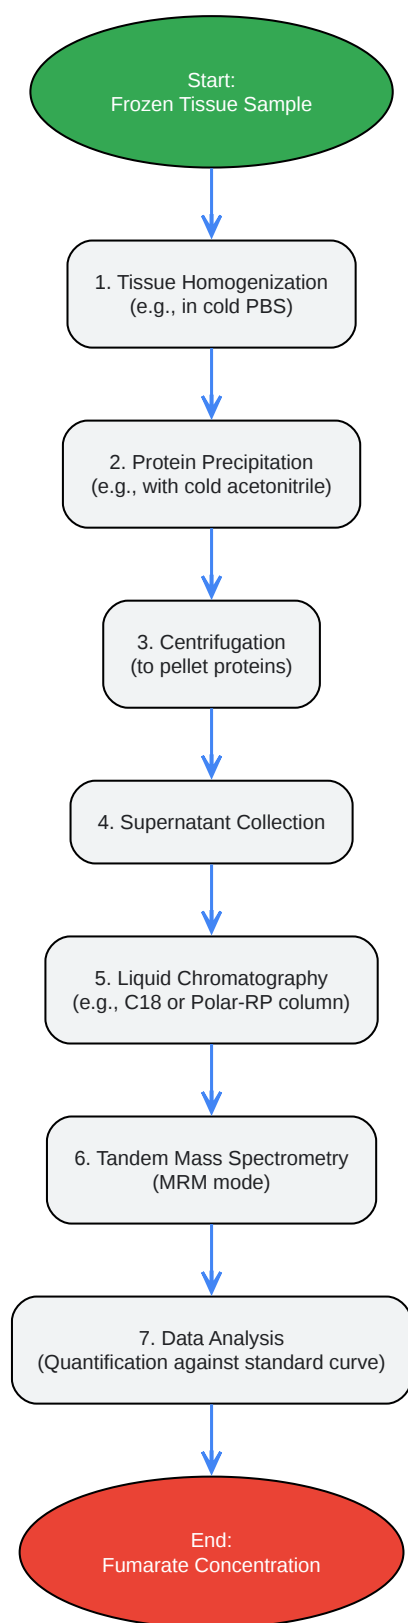 Start:
Frozen Tissue Sample
1. Tissue Homogenization
(e.g., in cold PBS)
2. Protein Precipitation
(e.g., with cold acetonitrile)
3. Centrifugation
(to pellet proteins)
4. Supernatant Collection
5. Liquid Chromatography
(e.g., C18 or Polar-RP column)
6. Tandem Mass Spectrometry
(MRM mode)
7. Data Analysis
(Quantification against standard curve)
End:
Fumarate Concentration